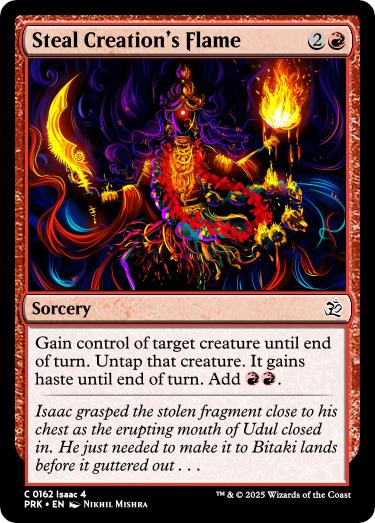 Steal Creation's Flame 2
Sorcery
Gain control of target creature until end
of turn. Untap that creature. It gains
haste until end of turn. Add.
Isaac grasped the stolen fragment close to his
chest as the erupting mouth of Udul closed
in. He just needed to make it to Bitaki lands
before it guttered out . . .
C 0162 Isaac 4
PRK • EN Nikhil Mishra
™ & © 2025 Wizards of the Coast